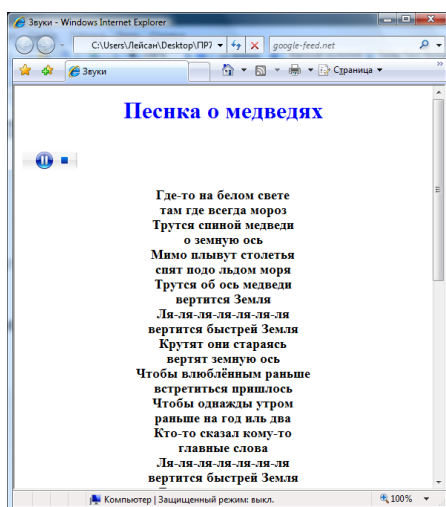 Звуки - Windows Internet Explorer
C:\Users\Лейсан\Desktop\ПР7
google-feed.net
Звуки
Страница
Песнка о медведях
Где-то на белом свете
там где всегда мороз
Трутся спиной медведи
о земную ось
Мимо плывут столетья
спят подо льдом моря
Трутся об ось медведи
вертится Земля
Ля-ля-ля-ля-ля-ля-ля
вертится быстрей Земля
Крутят они стараясь
вертят земную ось
Чтобы влюблённым раньше
встретиться пришлось
Чтобы однажды утром
раньше на год иль два
Кто-то сказал кому-то
главные слова
Ля-ля-ля-ля-ля-ля-ля
вертится быстрей Земля
Компьютер | Защищенный режим: выкл.
100%